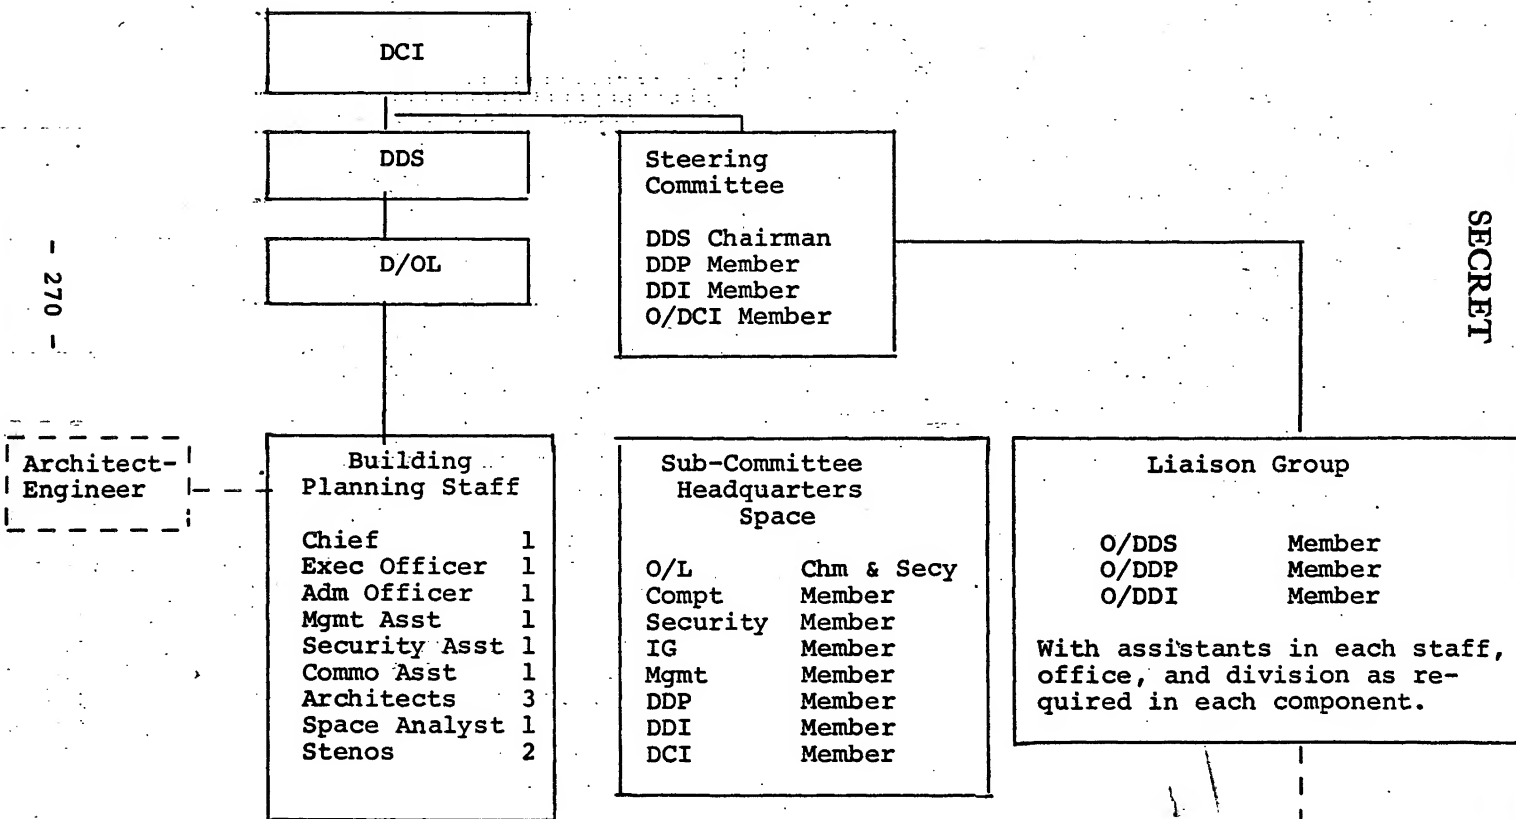 DCI
DDS
D/OL
Steering
Committee
DDS Chairman
DDP Member
DDI Member
O/DCI Member
SECRET
- 270 -
Architect-
Engineer
Building
Planning Staff
Chief 1
Exec Officer 1
Adm Officer 1
Mgmt Asst 1
Security Asst 1
Commo Asst 1
Architects 3
Space Analyst 1
Stenos 2
Sub-Committee
Headquarters
Space
O/L Chm & Secy
Compt Member
Security Member
IG Member
Mgmt Member
DDP Member
DDI Member
DCI Member
Liaison Group
O/DDS Member
O/DDP Member
O/DDI Member
With assistants in each staff,
office, and division as re-
quired in each component.